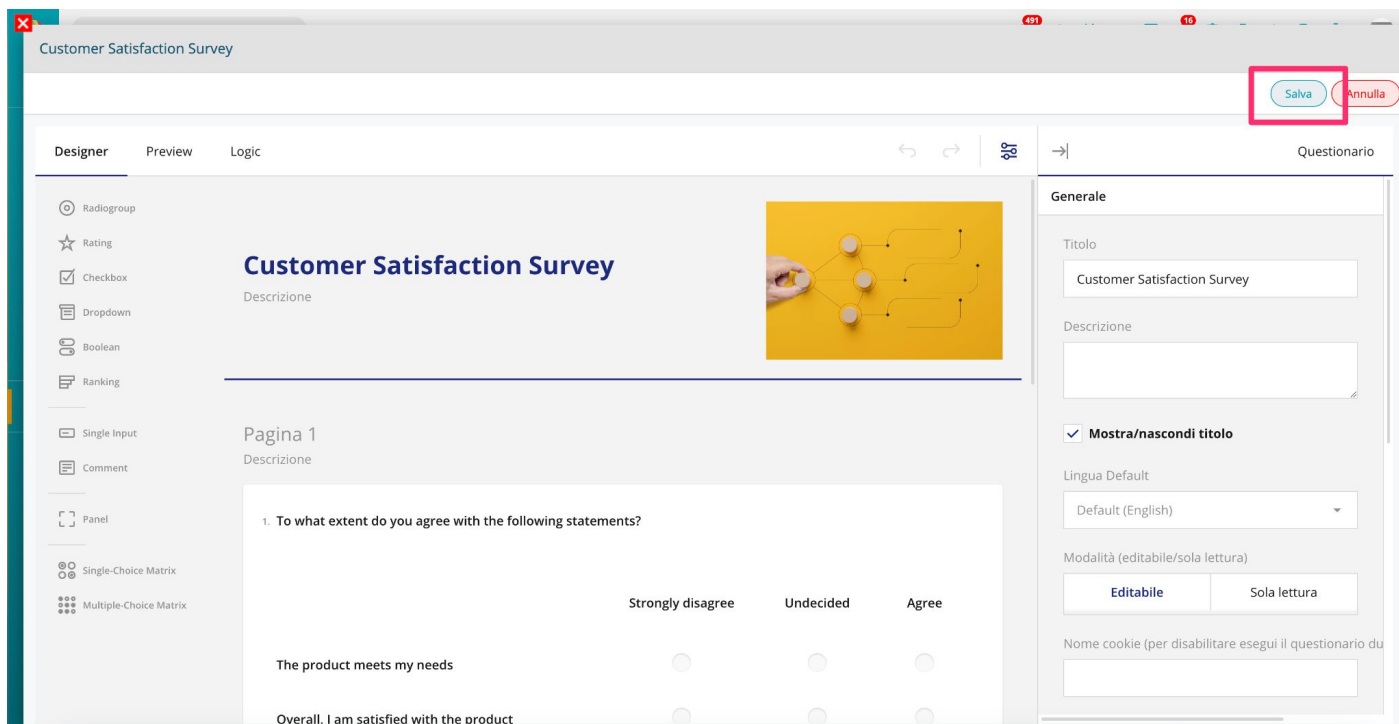 491
16
Customer Satisfaction Survey
Salva
Annulla
Designer
Preview
Logic
Questionario
Radiogroup
Rating
Checkbox
Dropdown
Boolean
Ranking
Single Input
Comment
Panel
Single-Choice Matrix
Multiple-Choice Matrix
Customer Satisfaction Survey
Descrizione
Pagina 1
Descrizione
1. To what extent do you agree with the following statements?
Strongly disagree Undecided Agree
The product meets my needs
Overall, I am satisfied with the product
Generale
Titolo
Customer Satisfaction Survey
Descrizione
Mostra/nascondi titolo
Lingua Default
Default (English)
Modalità (editabile/sola lettura)
Editabile
Sola lettura
Nome cookie (per disabilitare esegui il questionario du